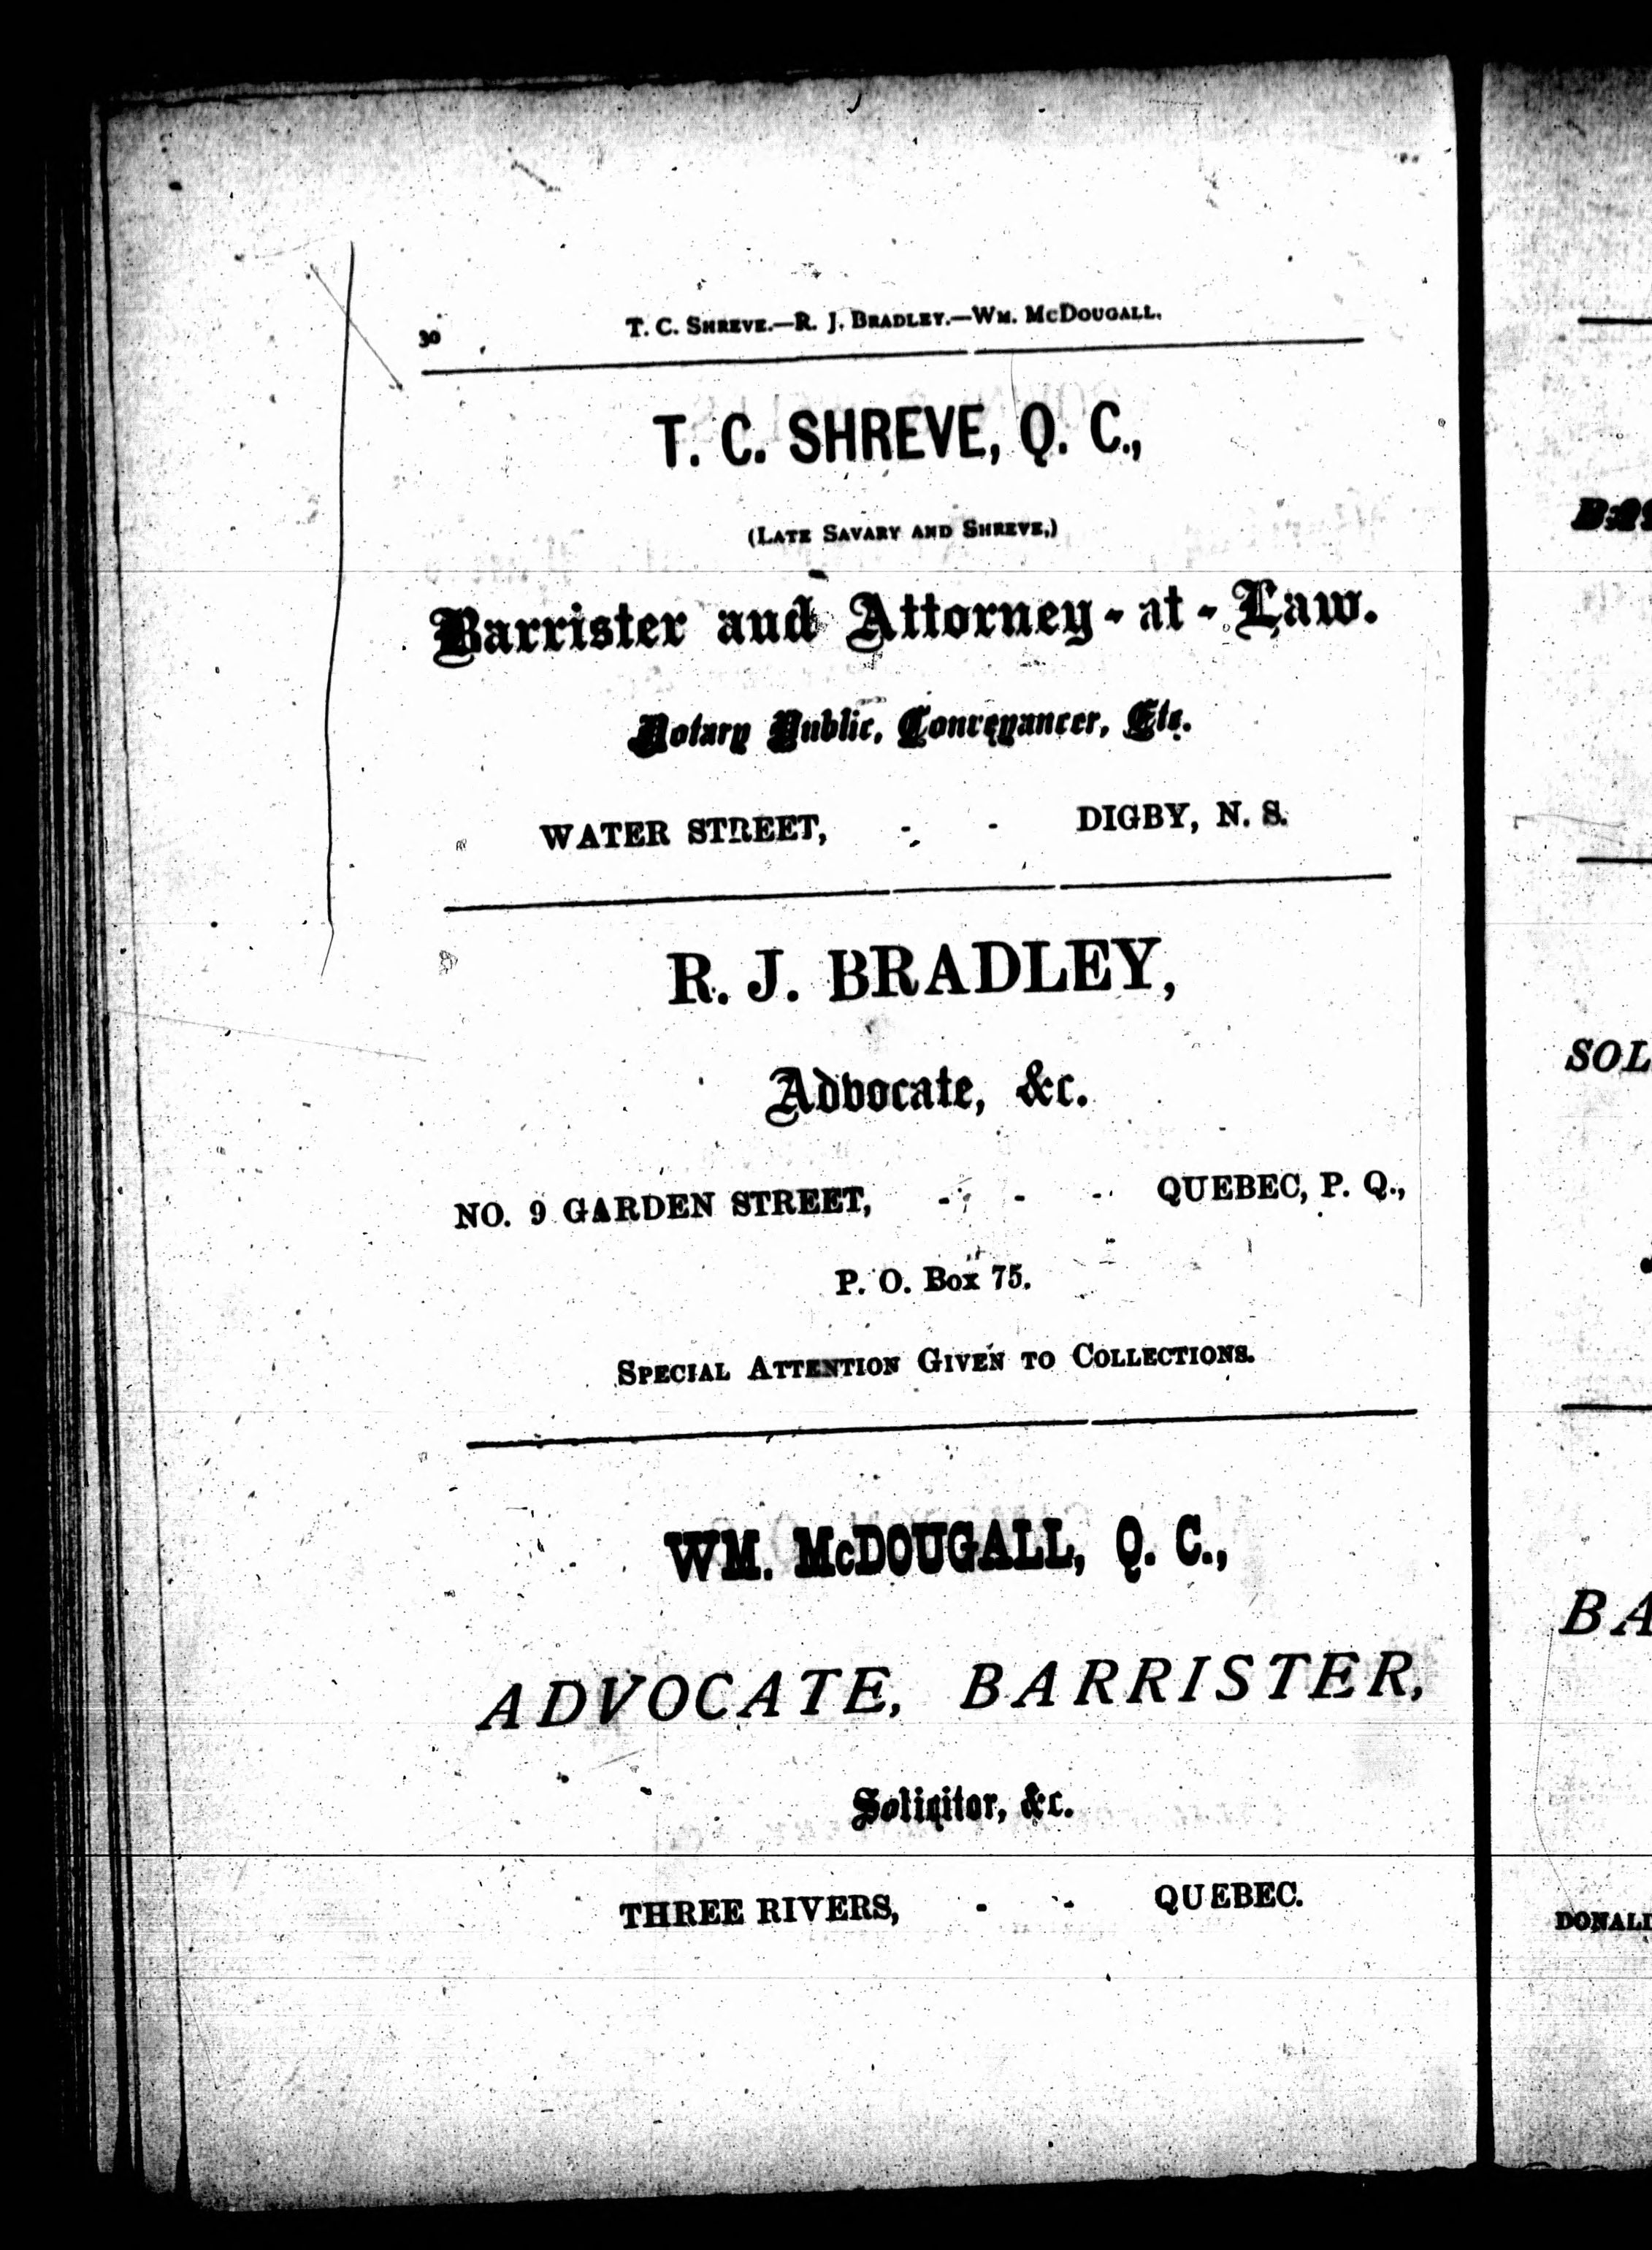 30 T. C. SHREVE.—R. J. BRADLEY.—WM. MCDOUGALL.
T. C. SHREVE, Q. C.,
(LATE SAVARY AND SHREVE,)
Barrister and Attorney - at - Law.
Notary Public, Conveyancer, Etc.
WATER STREET, - - DIGBY, N. S.
R. J. BRADLEY,
Advocate, &c.
NO. 9 GARDEN STREET, - - - QUEBEC, P. Q.,
P. O. Box 75.
SPECIAL ATTENTION GIVEN TO COLLECTIONS.
WM. McDOUGALL, Q. C.,
ADVOCATE, BARRISTER,
Solicitor, &c.
THREE RIVERS, - - QUEBEC.
SOL
BA
DONALD